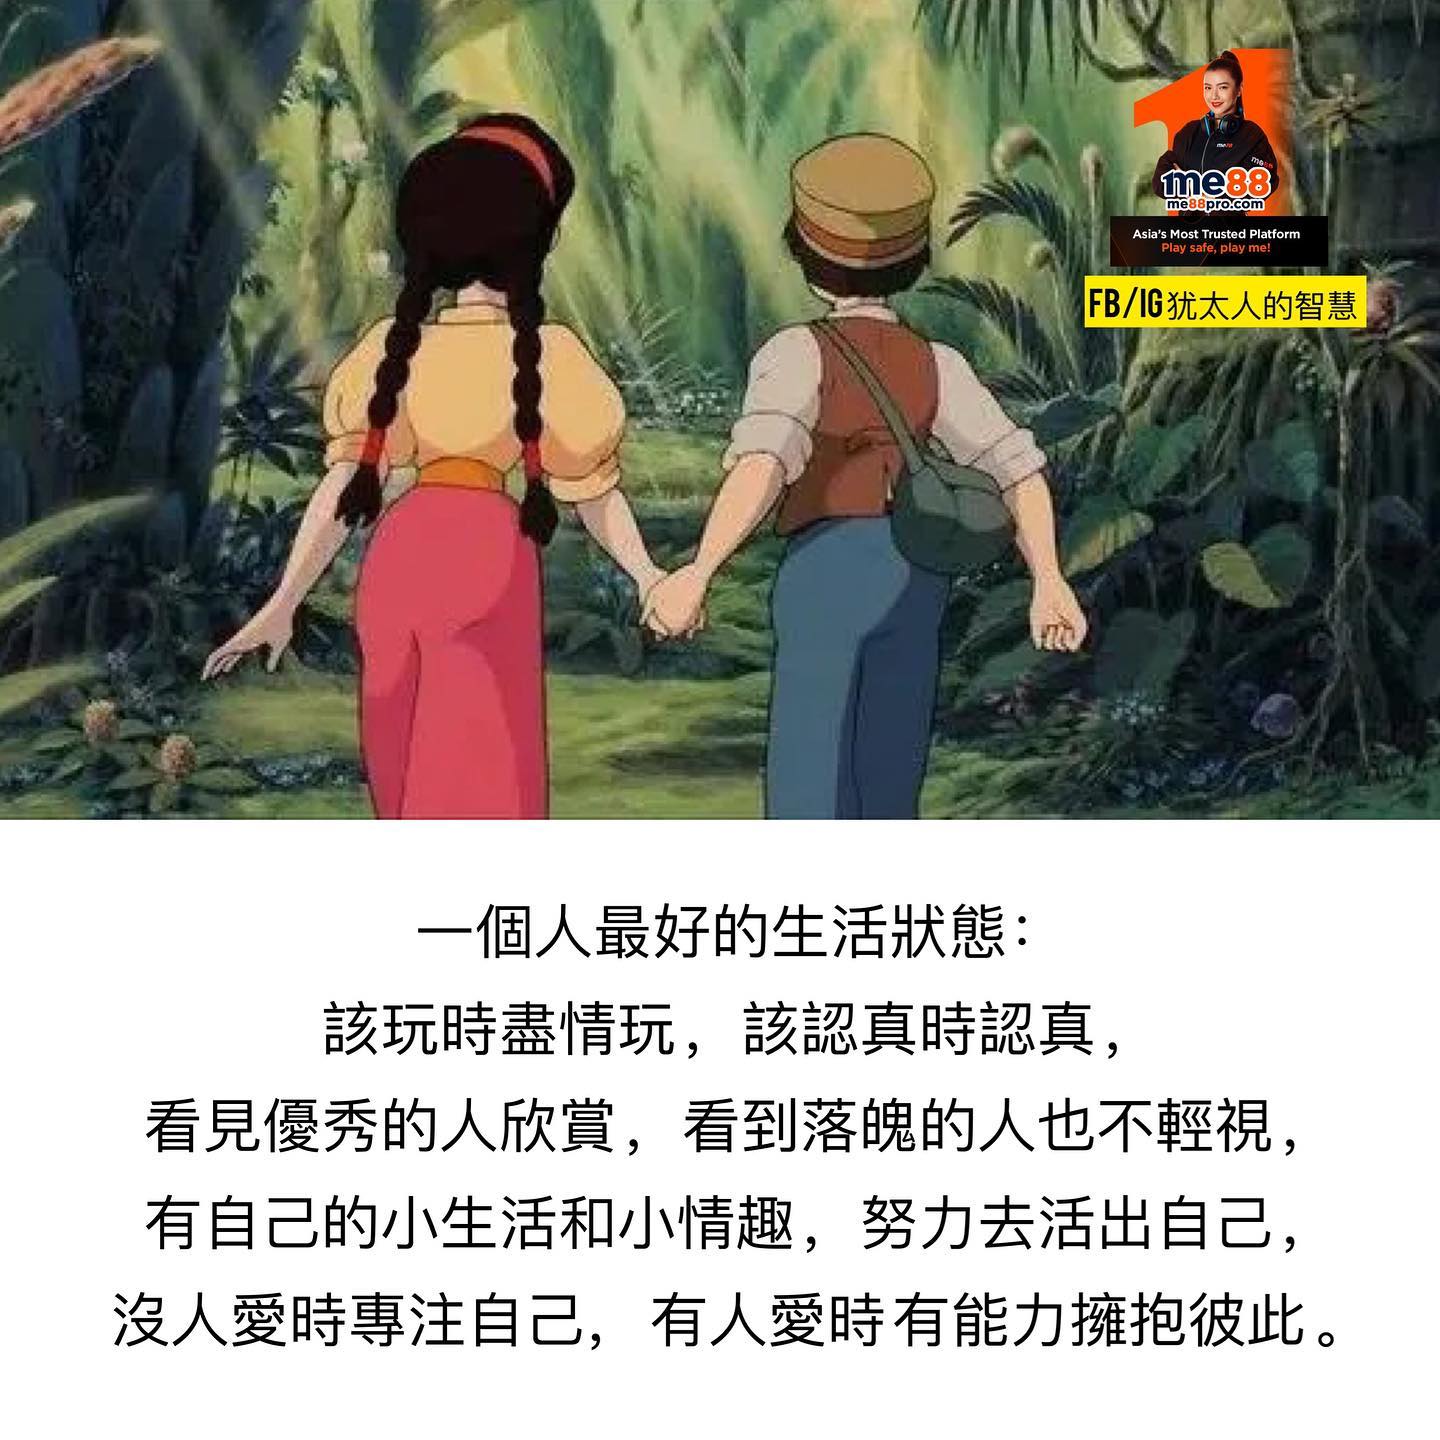 me88
me88
me88
me88pro.com
Asia's Most Trusted Platform
Play safe, play me!
FB/IG犹太人的智慧
一個人最好的生活狀態：
該玩時盡情玩，該認真時認真，
看見優秀的人欣賞，看到落魄的人也不輕視，
有自己的小生活和小情趣，努力去活出自己，
沒人愛時專注自己，有人愛時有能力擁抱彼此。